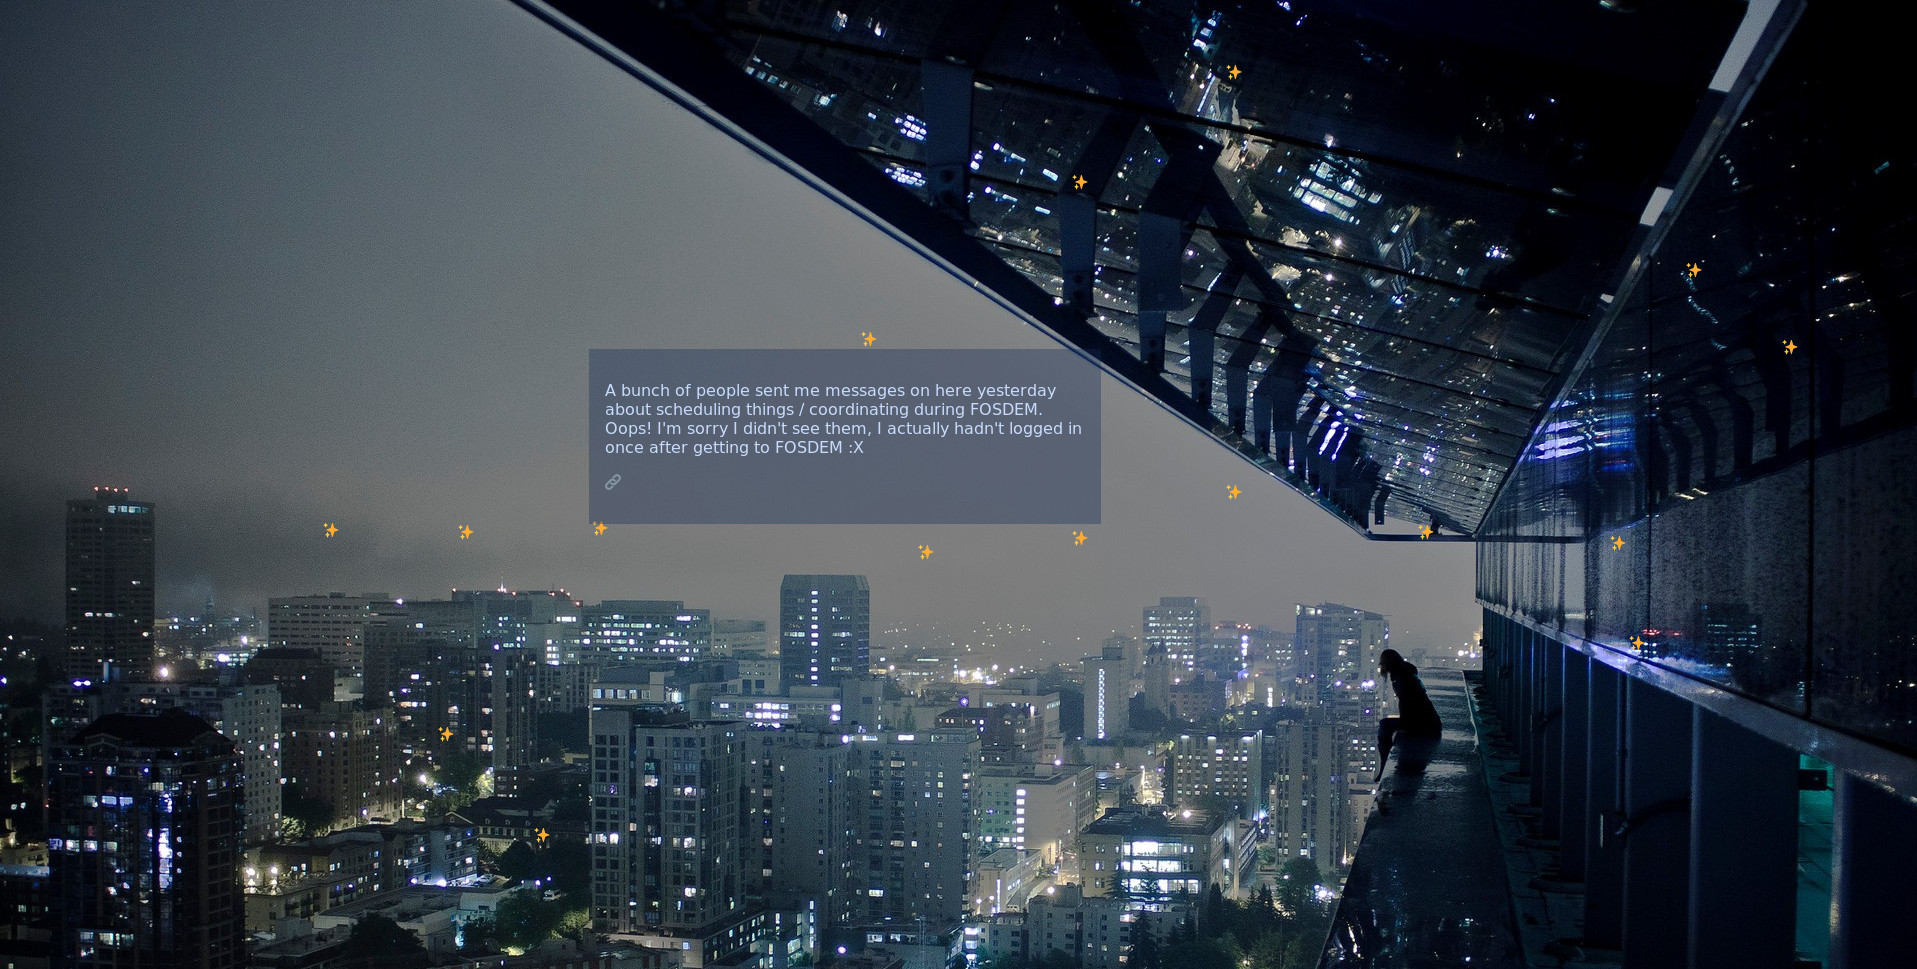 A bunch of people sent me messages on here yesterday
about scheduling things / coordinating during FOSDEM.
Oops! I'm sorry I didn't see them, I actually hadn't logged in
once after getting to FOSDEM :X